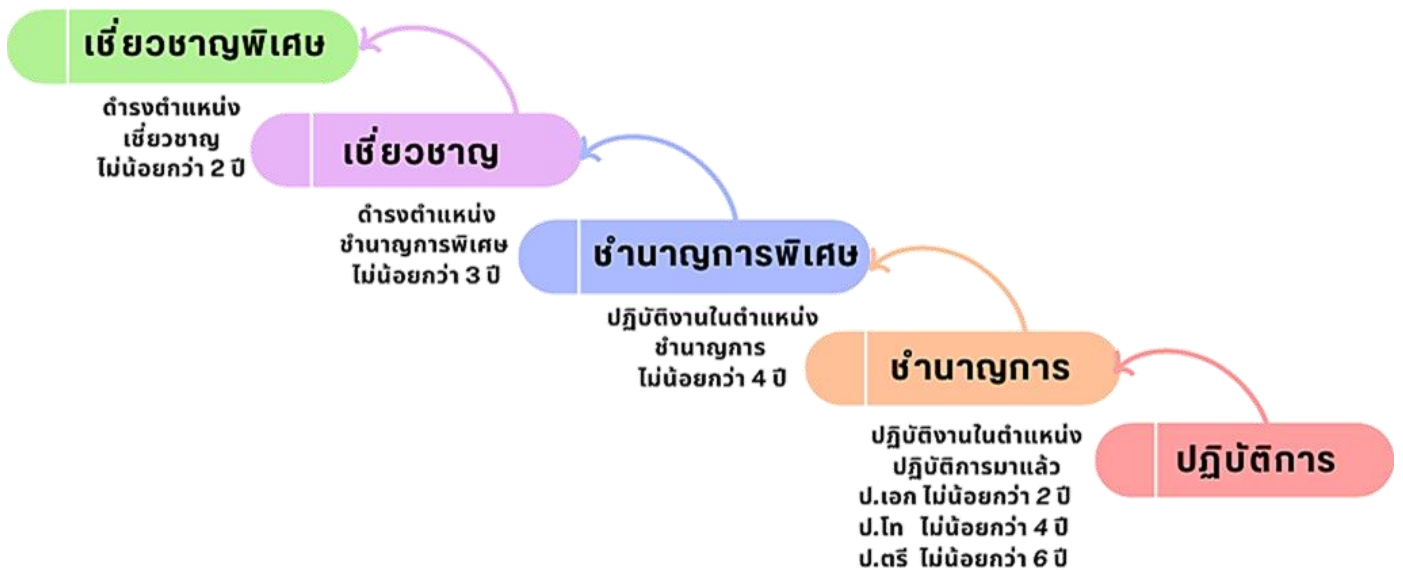 เชี่ยวชาญพิเศษ
ดำรงตำแหน่ง
เชี่ยวชาญ
ไม่น้อยกว่า 2 ปี
เชี่ยวชาญ
ดำรงตำแหน่ง
ชำนาญการพิเศษ
ไม่น้อยกว่า 3 ปี
ชำนาญการพิเศษ
ปฏิบัติงานในตำแหน่ง
ชำนาญการ
ไม่น้อยกว่า 4 ปี
ชำนาญการ
ปฏิบัติงานในตำแหน่ง
ปฏิบัติการมาแล้ว
ป.เอก ไม่น้อยกว่า 2 ปี
ป.โท ไม่น้อยกว่า 4 ปี
ป.ตรี ไม่น้อยกว่า 6 ปี
ปฏิบัติการ